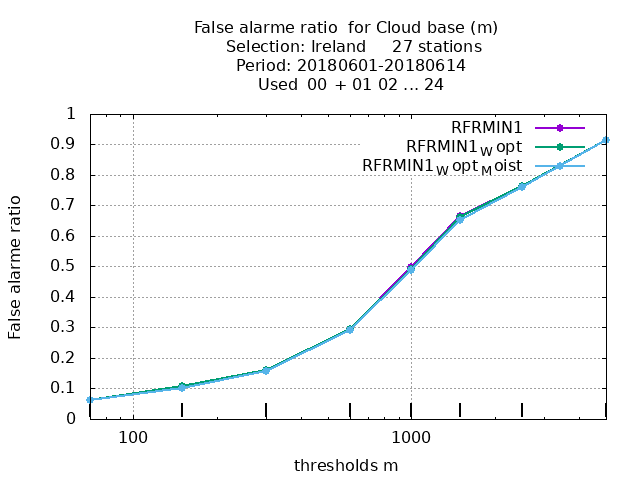 False alarme ratio  for Cloud base (m)
Selection: Ireland     27 stations
Period: 20180601-20180614
Used  00 + 01 02 ... 24
RFRMIN1
RFRMIN1_W opt
RFRMIN1_W opt_M oist
1
0.9
0.8
0.7
0.6
0.5
0.4
0.3
0.2
0.1
0
False alarme ratio
100 1000
thresholds m